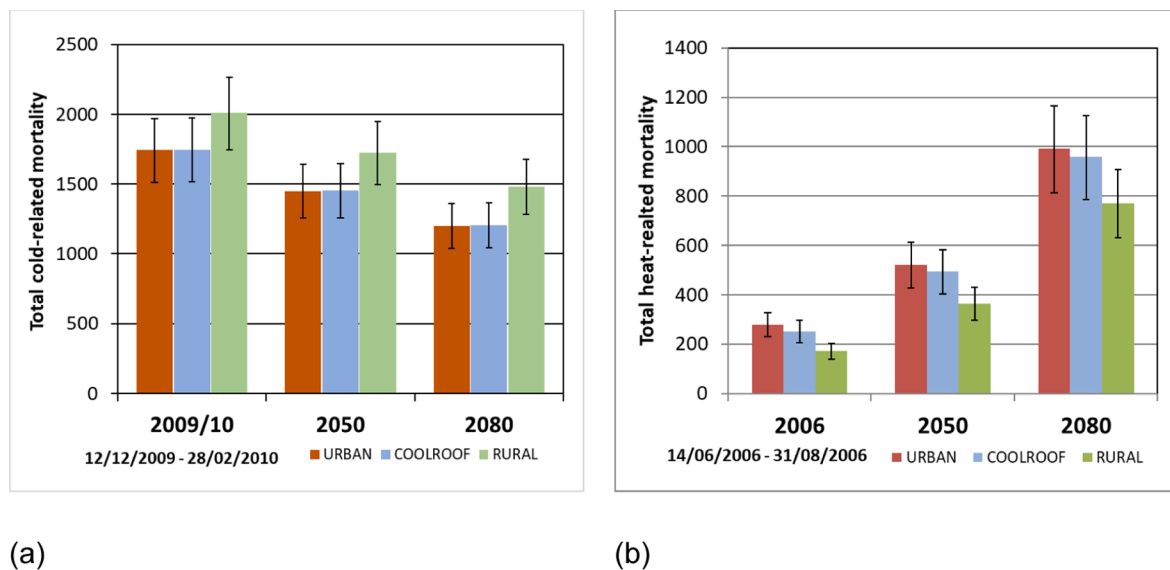 Total cold-related mortality
2500
2000
1500
1000
500
0
2009/10 2050 2080
12/12/2009 - 28/02/2010 URBAN COOLROOF RURAL
(a)
Total heat-realted mortality
1400
1200
1000
800
600
400
200
0
2006 2050 2080
14/06/2006 - 31/08/2006 URBAN COOLROOF RURAL
(b)